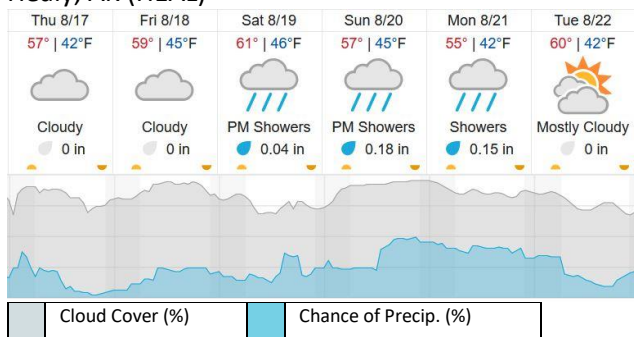 Healy, AK (HEAL)
Thu 8/17 Fri 8/18 Sat 8/19 Sun 8/20 Mon 8/21 Tue 8/22
57° | 42°F 59° | 45°F 61° | 46°F 57° | 45°F 55° | 42°F 60° | 42°F
Cloudy Cloudy PM Showers PM Showers Showers Mostly Cloudy
0 in 0 in 0.04 in 0.18 in 0.15 in 0 in
Cloud Cover (%) Chance of Precip. (%)